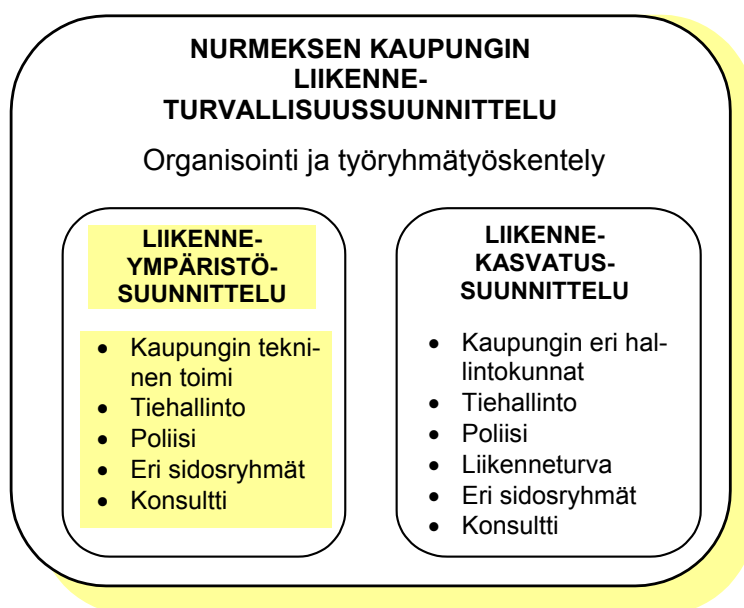 NURMEKSEN KAUPUNGIN
LIIKENNE-
TURVALLISUUSSUUNNITTELU
Organisointi ja työryhmätyöskentely
LIIKENNE-
YMPÄRISTÖ-
SUUNNITTELU
• Kaupungin tekni-
nen toimi
• Tiehallinto
• Poliisi
• Eri sidosryhmät
• Konsultti
LIIKENNE-
KASVATUS-
SUUNNITTELU
• Kaupungin eri hal-
lintokunnat
• Tiehallinto
• Poliisi
• Liikenneturva
• Eri sidosryhmät
• Konsultti